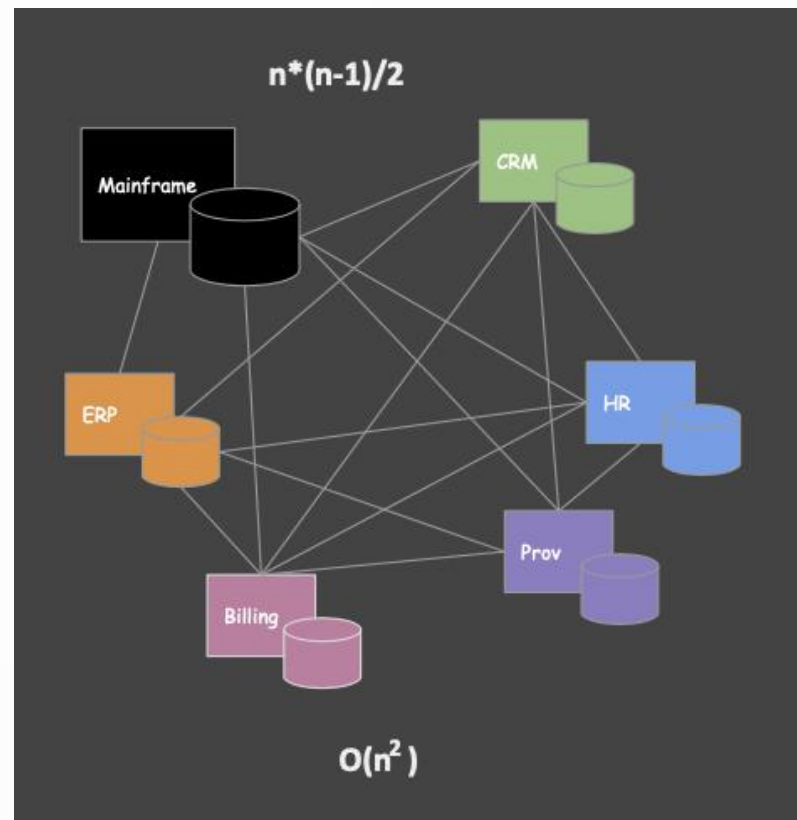 n*(n-1)/2
Mainframe
CRM
ERP
HR
Prov
Billing
O(n²)